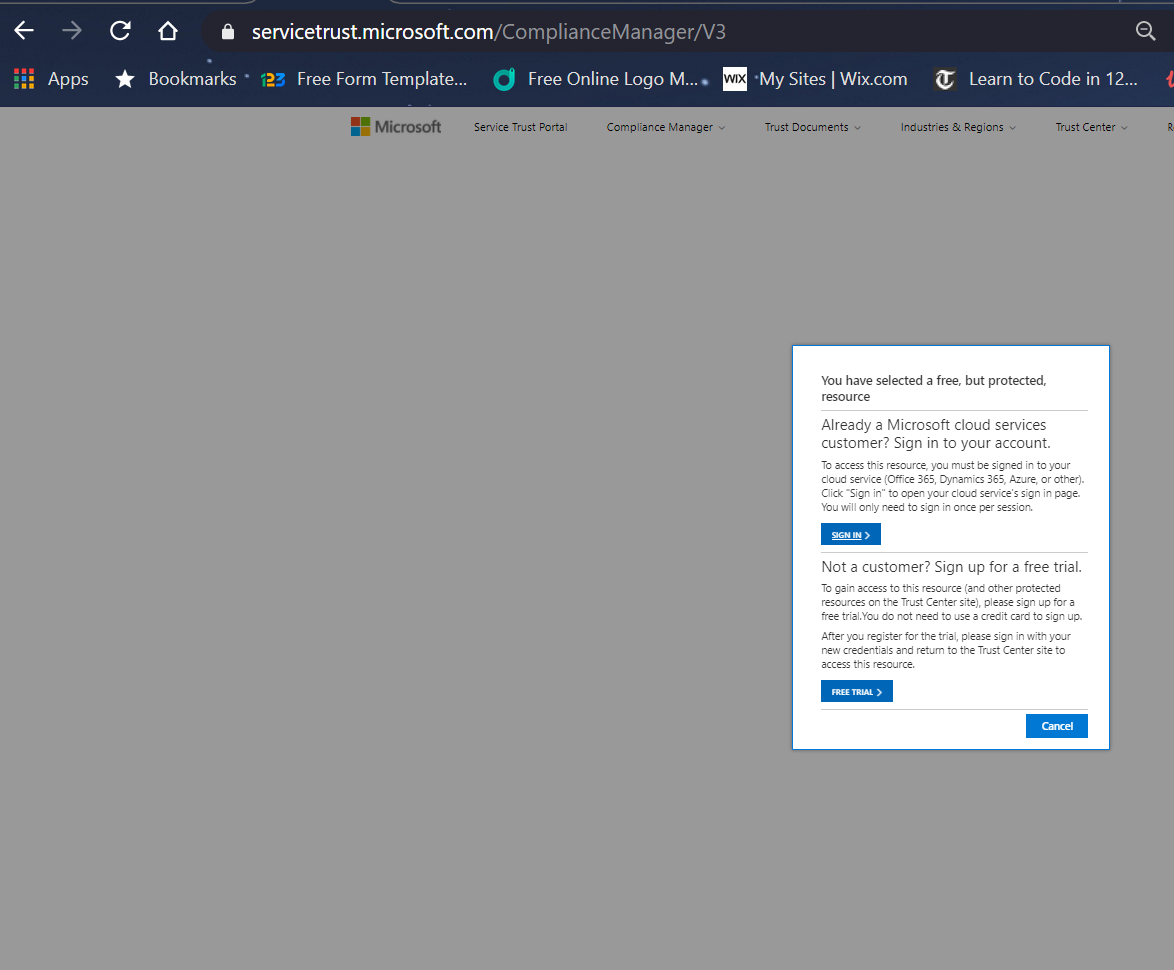 servicetrust.microsoft.com/ComplianceManager/V3
Apps Bookmarks 123 Free Form Template... Free Online Logo M... WIX My Sites | Wix.com T Learn to Code in 12...
Microsoft Service Trust Portal Compliance Manager Trust Documents Industries & Regions Trust Center R
You have selected a free, but protected,
resource
Already a Microsoft cloud services
customer? Sign in to your account.
To access this resource, you must be signed in to your
cloud service (Office 365, Dynamics 365, Azure, or other).
Click "Sign in" to open your cloud service's sign in page.
You will only need to sign in once per session.
SIGN IN >
Not a customer? Sign up for a free trial.
To gain access to this resource (and other protected
resources on the Trust Center site), please sign up for a
free trial.You do not need to use a credit card to sign up.
After you register for the trial, please sign in with your
new credentials and return to the Trust Center site to
access this resource.
FREE TRIAL >
Cancel